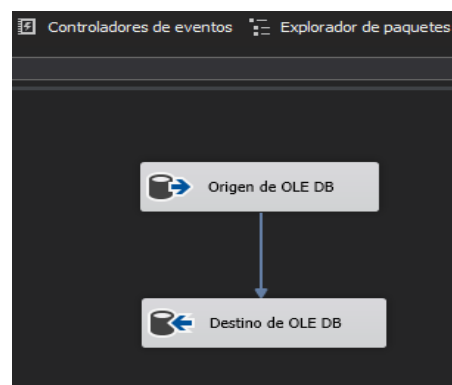 Controladores de eventos Explorador de paquetes
Origen de OLE DB
Destino de OLE DB